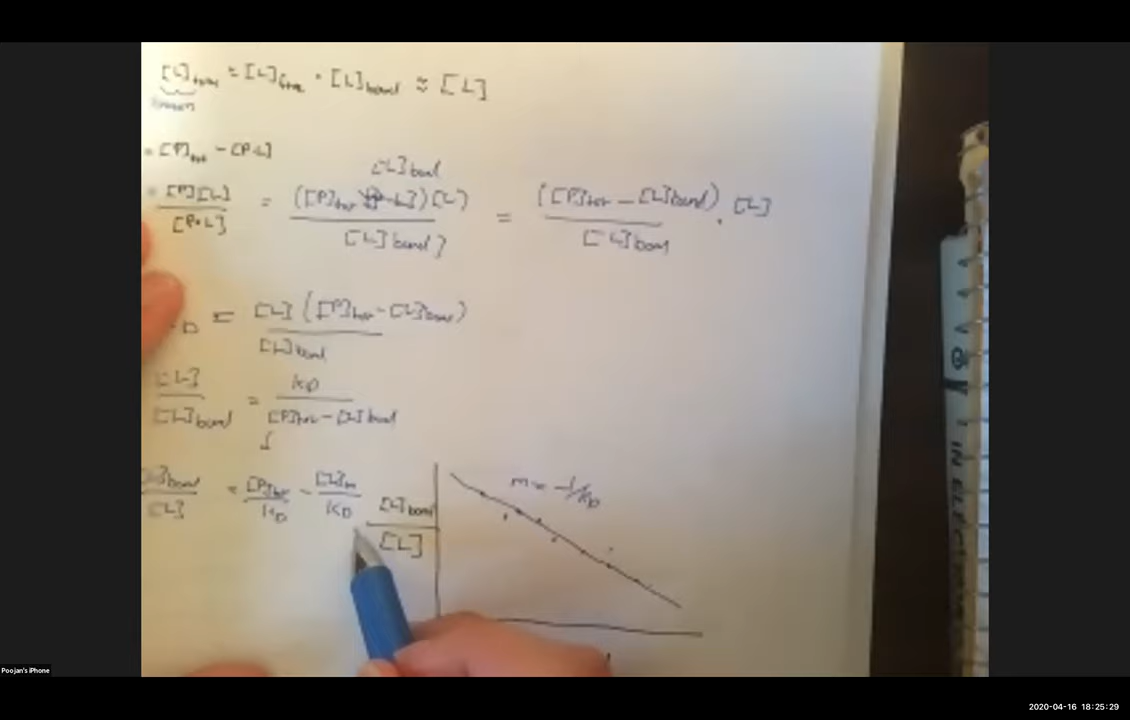 [L]total = [L]free + [L]bound ≈ [L]
= [P]tot - [P·L]
[L]bound
= [P][L] / [P·L] = ([P]tot - L])[L] / [L]bound] = ([P]tot - [L]bound) . [L] / [L]bound
D = [L] ([P]tot - [L]bound) / [L]bound
[L] / [L]bound = KD / [P]tot - [L]bound
[L]bound / [L] = [P]tot / KD - [L] / KD
[L]bound / [L]
m = -1/KD
Poojan's iPhone
2020-04-16 18:25:29